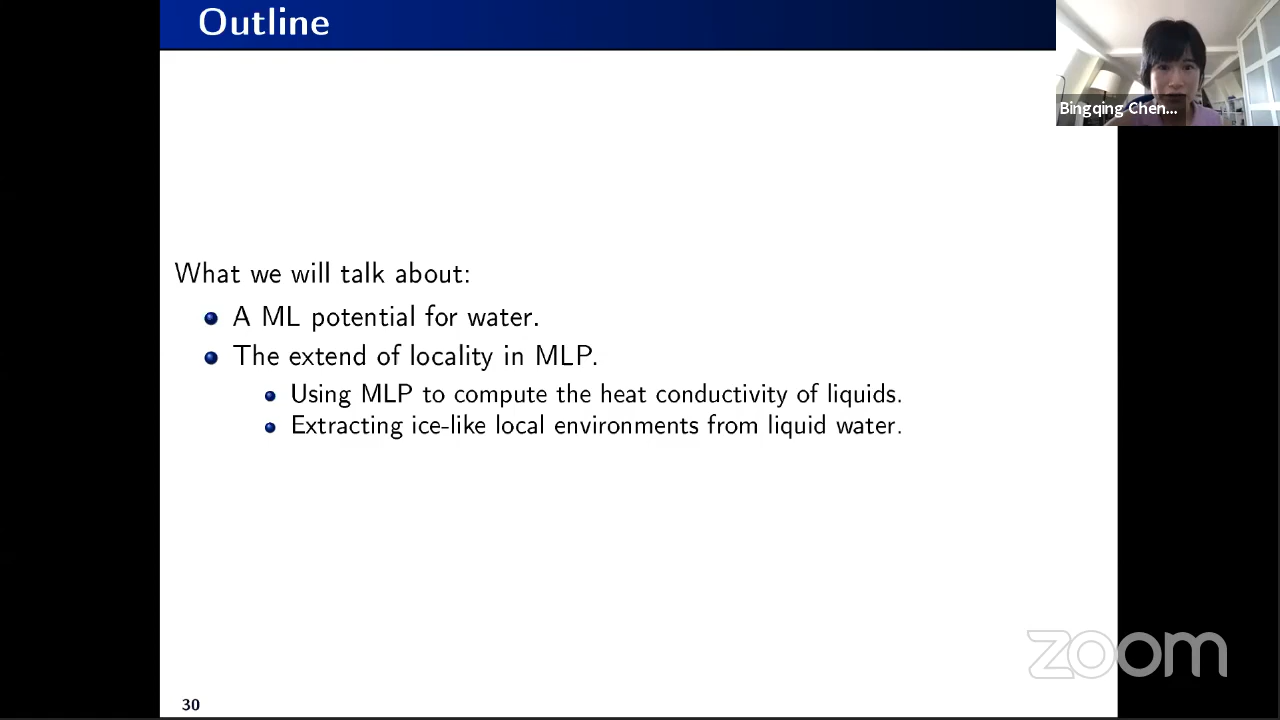 Outline
Bingqing Chen...
What we will talk about:
A ML potential for water.
The extend of locality in MLP.
Using MLP to compute the heat conductivity of liquids.
Extracting ice-like local environments from liquid water.
zoom
30